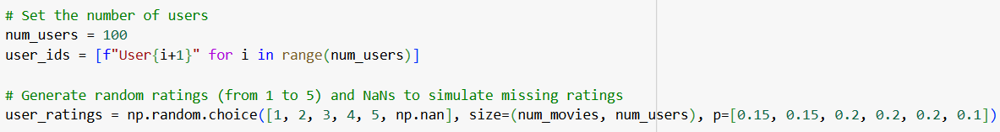 # Set the number of users
num_users = 100
user_ids = [f"User{i+1}" for i in range(num_users)]
# Generate random ratings (from 1 to 5) and NaNs to simulate missing ratings
user_ratings = np.random.choice([1, 2, 3, 4, 5, np.nan], size=(num_movies, num_users), p=[0.15, 0.15, 0.2, 0.2, 0.2, 0.1])